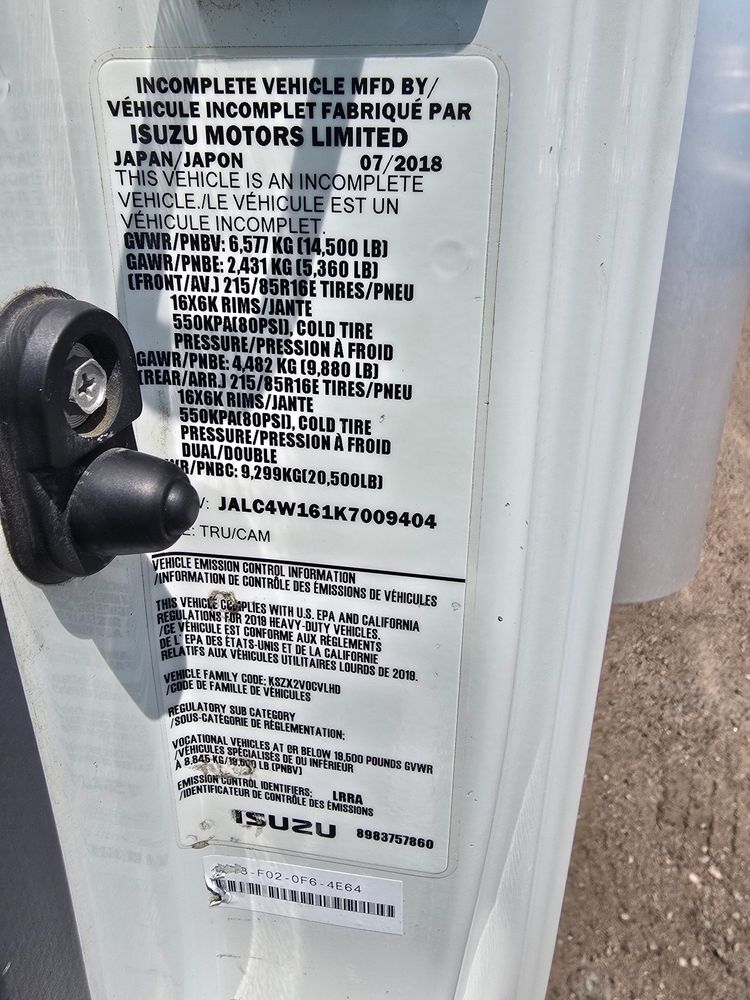 INCOMPLETE VEHICLE MFD BY/
VÉHICULE INCOMPLET FABRIQUÉ PAR
ISUZU MOTORS LIMITED
JAPAN/JAPON 07/2018
THIS VEHICLE IS AN INCOMPLETE
VEHICLE./LE VÉHICULE EST UN
VÉHICULE INCOMPLET.
GVWR/PNBV: 6,577 KG (14,500 LB)
GAWR/PNBE: 2,431 KG (5,360 LB)
(FRONT/AV.) 215/85R16E TIRES/PNEU
16X6K RIMS/JANTE
550KPA(80PSI), COLD TIRE
PRESSURE/PRESSION À FROID
GAWR/PNBE: 4,482 KG (9,880 LB)
(REAR/ARR.) 215/85R16E TIRES/PNEU
16X6K RIMS/JANTE
550KPA(80PSI), COLD TIRE
PRESSURE/PRESSION À FROID
DUAL/DOUBLE
WR/PNBC: 9,299KG(20,500LB)
V: JALC4W161K7009404
E: TRU/CAM
VEHICLE EMISSION CONTROL INFORMATION
/INFORMATION DE CONTRÔLE DES ÉMISSIONS DE VÉHICULES
THIS VEHICLE COMPLIES WITH U.S. EPA AND CALIFORNIA
REGULATIONS FOR 2019 HEAVY-DUTY VEHICLES.
/CE VÉHICULE EST CONFORME AUX RÈGLEMENTS
DE L' EPA DES ÉTATS-UNIS ET DE LA CALIFORNIE
RELATIFS AUX VÉHICULES UTILITAIRES LOURDS DE 2019.
VEHICLE FAMILY CODE: KSZX2VOCVLHD
/CODE DE FAMILLE DE VÉHICULES
REGULATORY SUB CATEGORY
/SOUS-CATÉGORIE DE RÈGLEMENTATION:
VOCATIONAL VEHICLES AT OR BELOW 19,500 POUNDS GVWR
/VÉHICULES SPÉCIALISÉS DE OU INFÉRIEUR
À 8,845 KG/19,500 LB (PNBV)
EMISSION CONTROL IDENTIFIERS: LRRA
/IDENTIFICATEUR DE CONTRÔLE DES ÉMISSIONS
ISUZU 8983757860
-F02-0F6-4E64